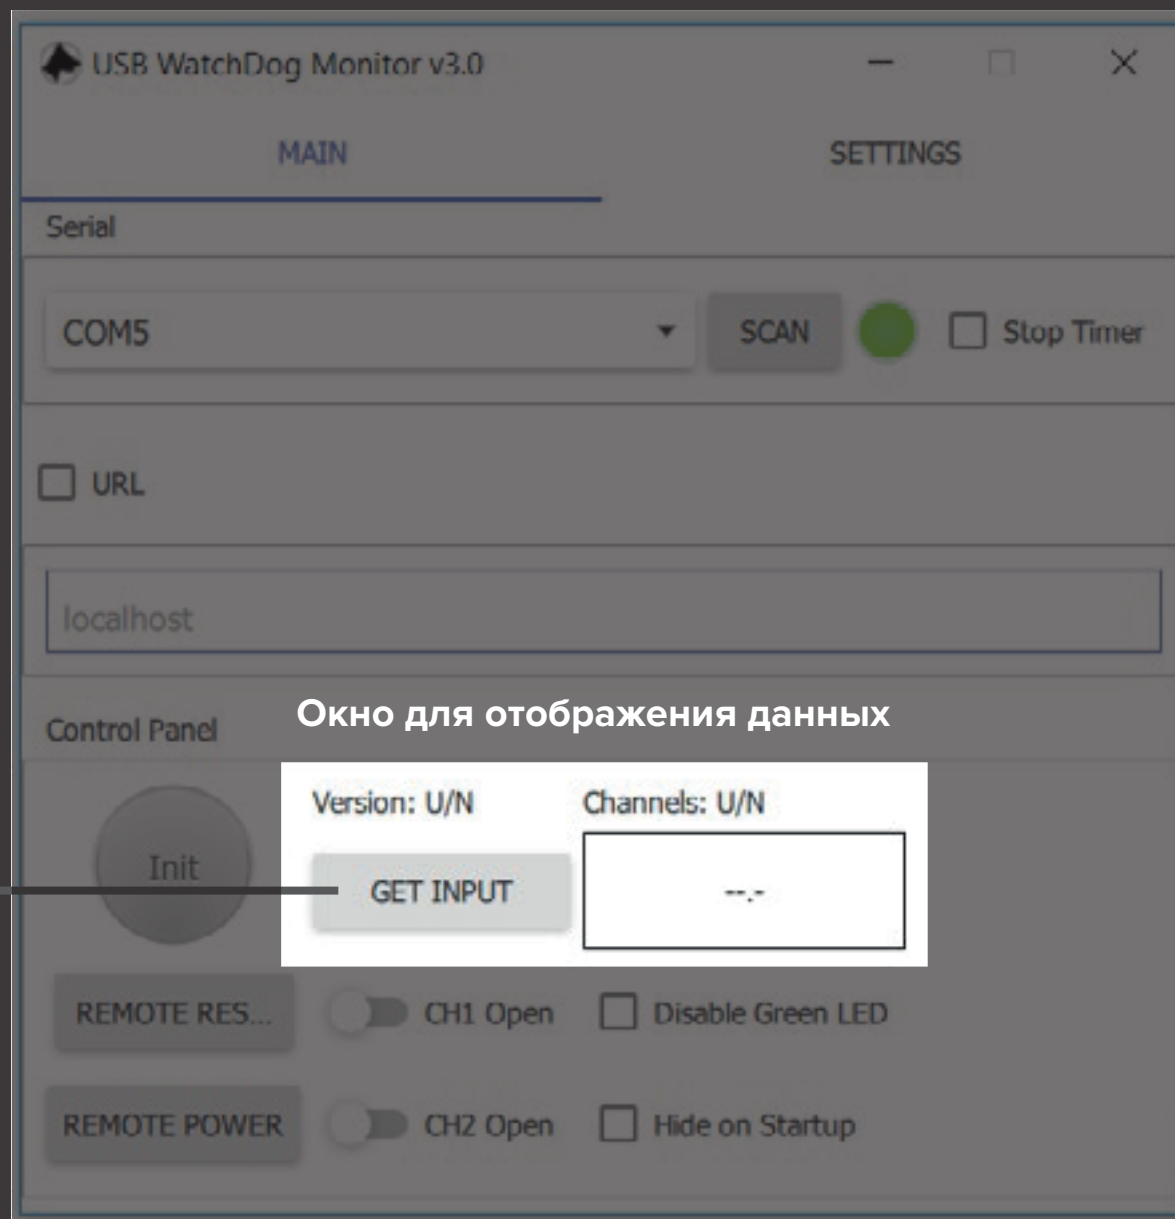 USB WatchDog Monitor v3.0
MAIN SETTINGS
Serial
COM5 SCAN Stop Timer
URL
localhost
Control Panel
Окно для отображения данных
Version: U/N Channels: U/N
Init GET INPUT --.-
REMOTE RES... CH1 Open Disable Green LED
REMOTE POWER CH2 Open Hide on Startup